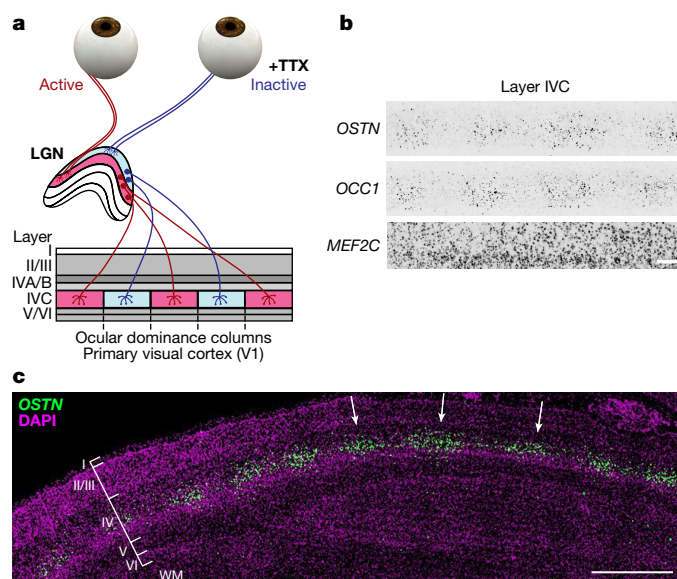 a
+TTX
Active
Inactive
LGN
Layer
I
II/III
IVA/B
IVC
V/VI
Ocular dominance columns
Primary visual cortex (V1)
b
Layer IVC
OSTN
OCC1
MEF2C
c
OSTN
DAPI
I
II/III
IV
V
VI
WM